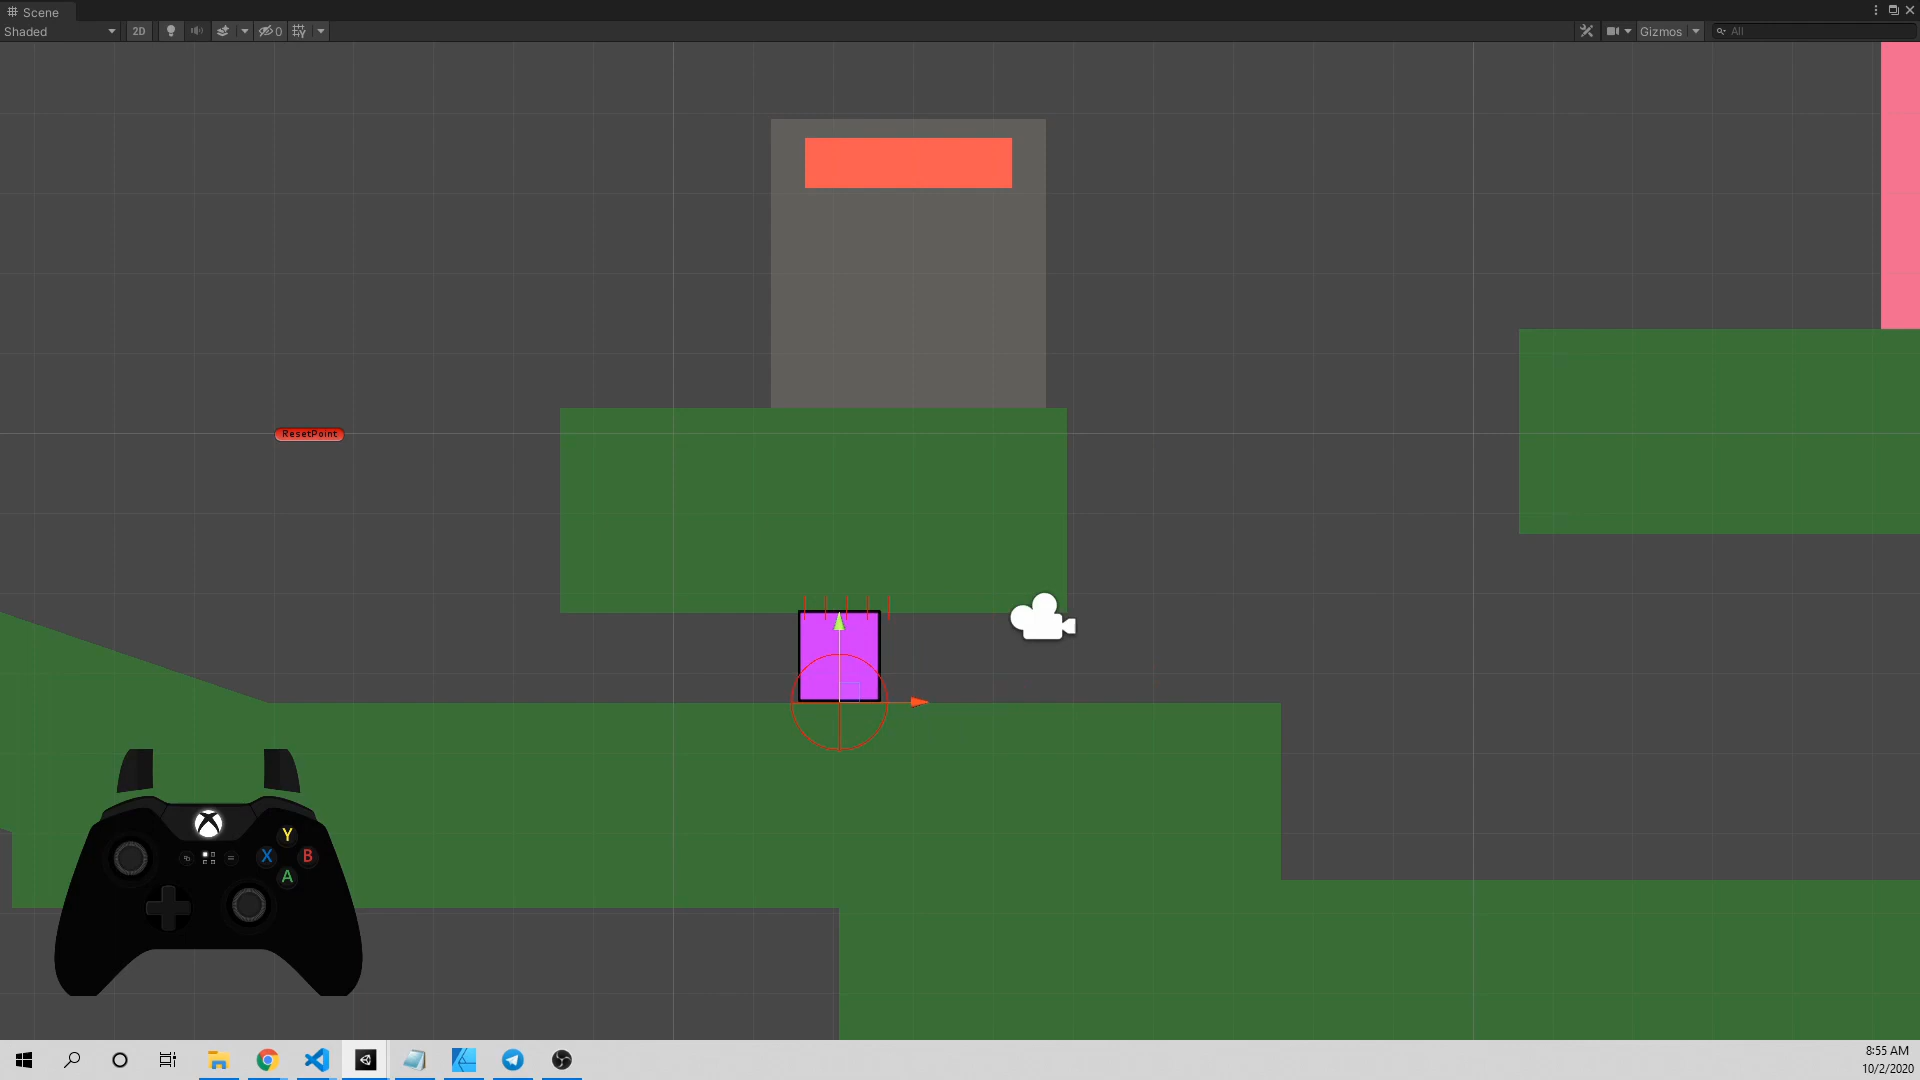 Scene
Shaded
2D
0
Gizmos
All
ResetPoint
Y
X
B
A
8:55 AM
10/2/2020